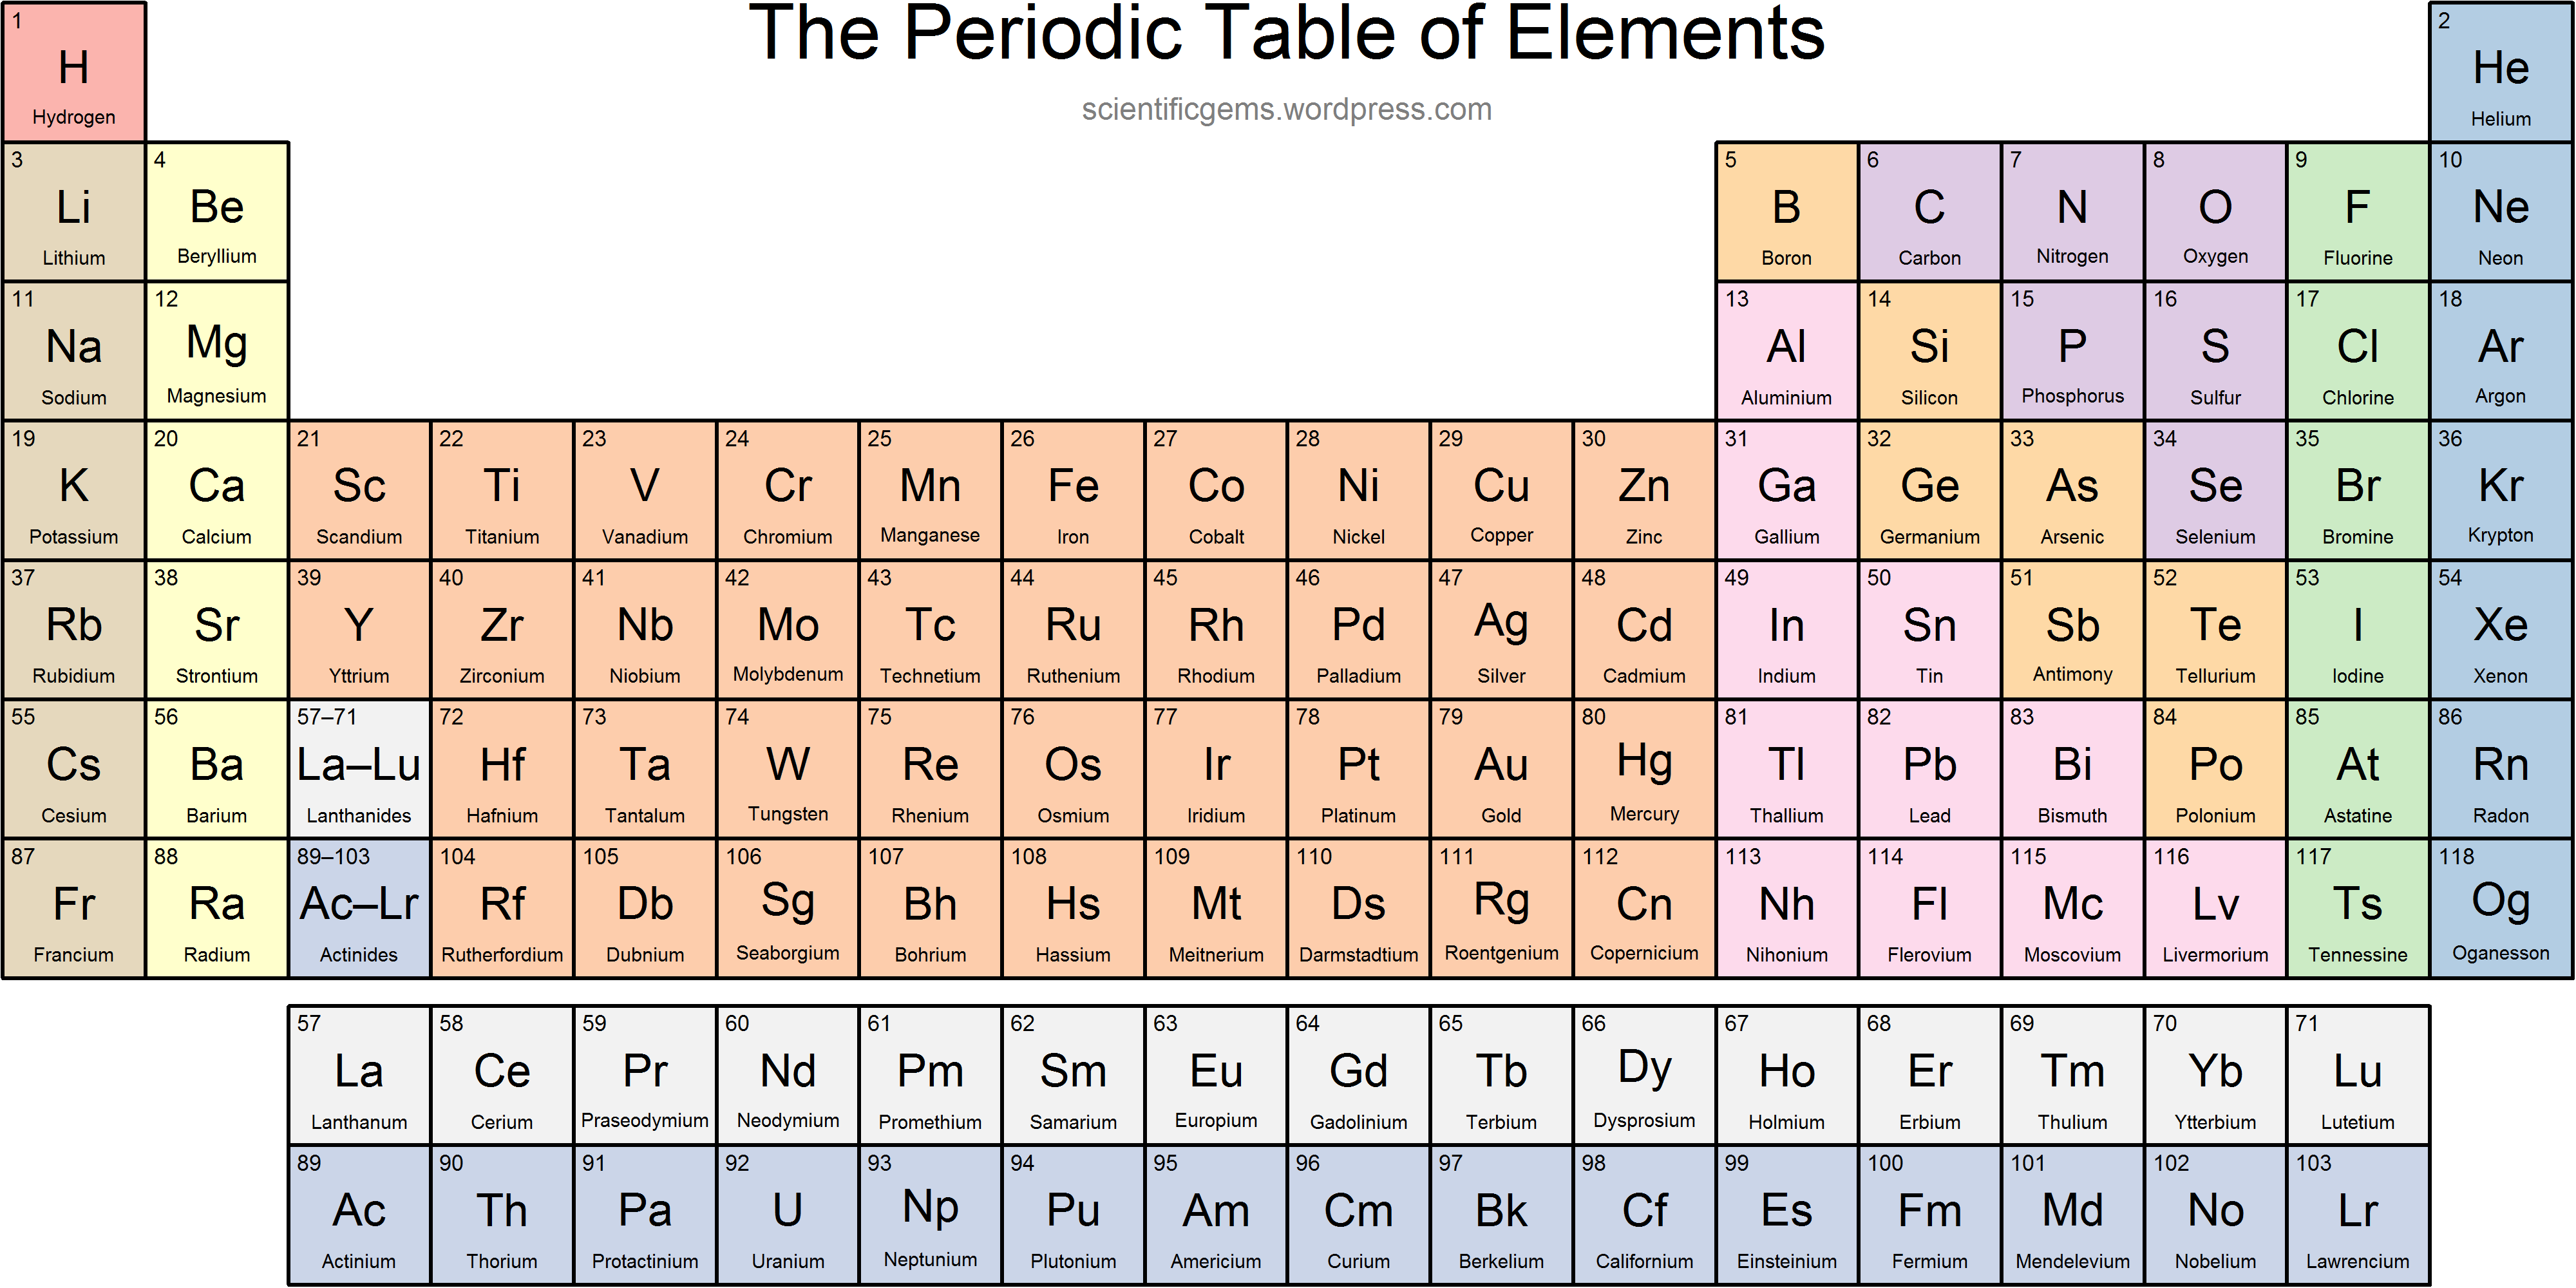 The Periodic Table of Elements
scientificgems.wordpress.com
1 2
H He
Hydrogen Helium
3 4 5 6 7 8 9 10
Li Be B C N O F Ne
Lithium Beryllium Boron Carbon Nitrogen Oxygen Fluorine Neon
11 12 13 14 15 16 17 18
Na Mg Al Si P S Cl Ar
Sodium Magnesium Aluminium Silicon Phosphorus Sulfur Chlorine Argon
19 20 21 22 23 24 25 26 27 28 29 30 31 32 33 34 35 36
K Ca Sc Ti V Cr Mn Fe Co Ni Cu Zn Ga Ge As Se Br Kr
Potassium Calcium Scandium Titanium Vanadium Chromium Manganese Iron Cobalt Nickel Copper Zinc Gallium Germanium Arsenic Selenium Bromine Krypton
37 38 39 40 41 42 43 44 45 46 47 48 49 50 51 52 53 54
Rb Sr Y Zr Nb Mo Tc Ru Rh Pd Ag Cd In Sn Sb Te I Xe
Rubidium Strontium Yttrium Zirconium Niobium Molybdenum Technetium Ruthenium Rhodium Palladium Silver Cadmium Indium Tin Antimony Tellurium Iodine Xenon
55 56 57–71 72 73 74 75 76 77 78 79 80 81 82 83 84 85 86
Cs Ba La–Lu Hf Ta W Re Os Ir Pt Au Hg Tl Pb Bi Po At Rn
Cesium Barium Lanthanides Hafnium Tantalum Tungsten Rhenium Osmium Iridium Platinum Gold Mercury Thallium Lead Bismuth Polonium Astatine Radon
87 88 89–103 104 105 106 107 108 109 110 111 112 113 114 115 116 117 118
Fr Ra Ac–Lr Rf Db Sg Bh Hs Mt Ds Rg Cn Nh Fl Mc Lv Ts Og
Francium Radium Actinides Rutherfordium Dubnium Seaborgium Bohrium Hassium Meitnerium Darmstadtium Roentgenium Copernicium Nihonium Flerovium Moscovium Livermorium Tennessine Oganesson
57 58 59 60 61 62 63 64 65 66 67 68 69 70 71
La Ce Pr Nd Pm Sm Eu Gd Tb Dy Ho Er Tm Yb Lu
Lanthanum Cerium Praseodymium Neodymium Promethium Samarium Europium Gadolinium Terbium Dysprosium Holmium Erbium Thulium Ytterbium Lutetium
89 90 91 92 93 94 95 96 97 98 99 100 101 102 103
Ac Th Pa U Np Pu Am Cm Bk Cf Es Fm Md No Lr
Actinium Thorium Protactinium Uranium Neptunium Plutonium Americium Curium Berkelium Californium Einsteinium Fermium Mendelevium Nobelium Lawrencium